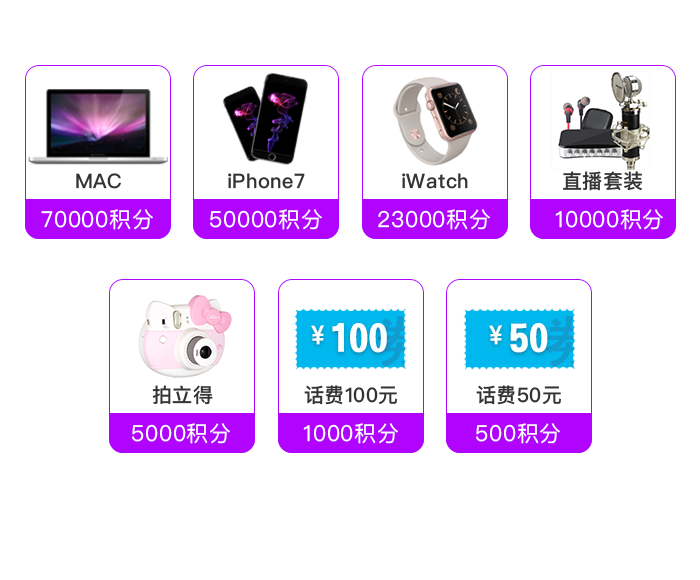 MAC
70000积分
iPhone7
50000积分
iWatch
23000积分
直播套装
10000积分
拍立得
5000积分
¥100
券
话费100元
1000积分
¥50
券
话费50元
500积分